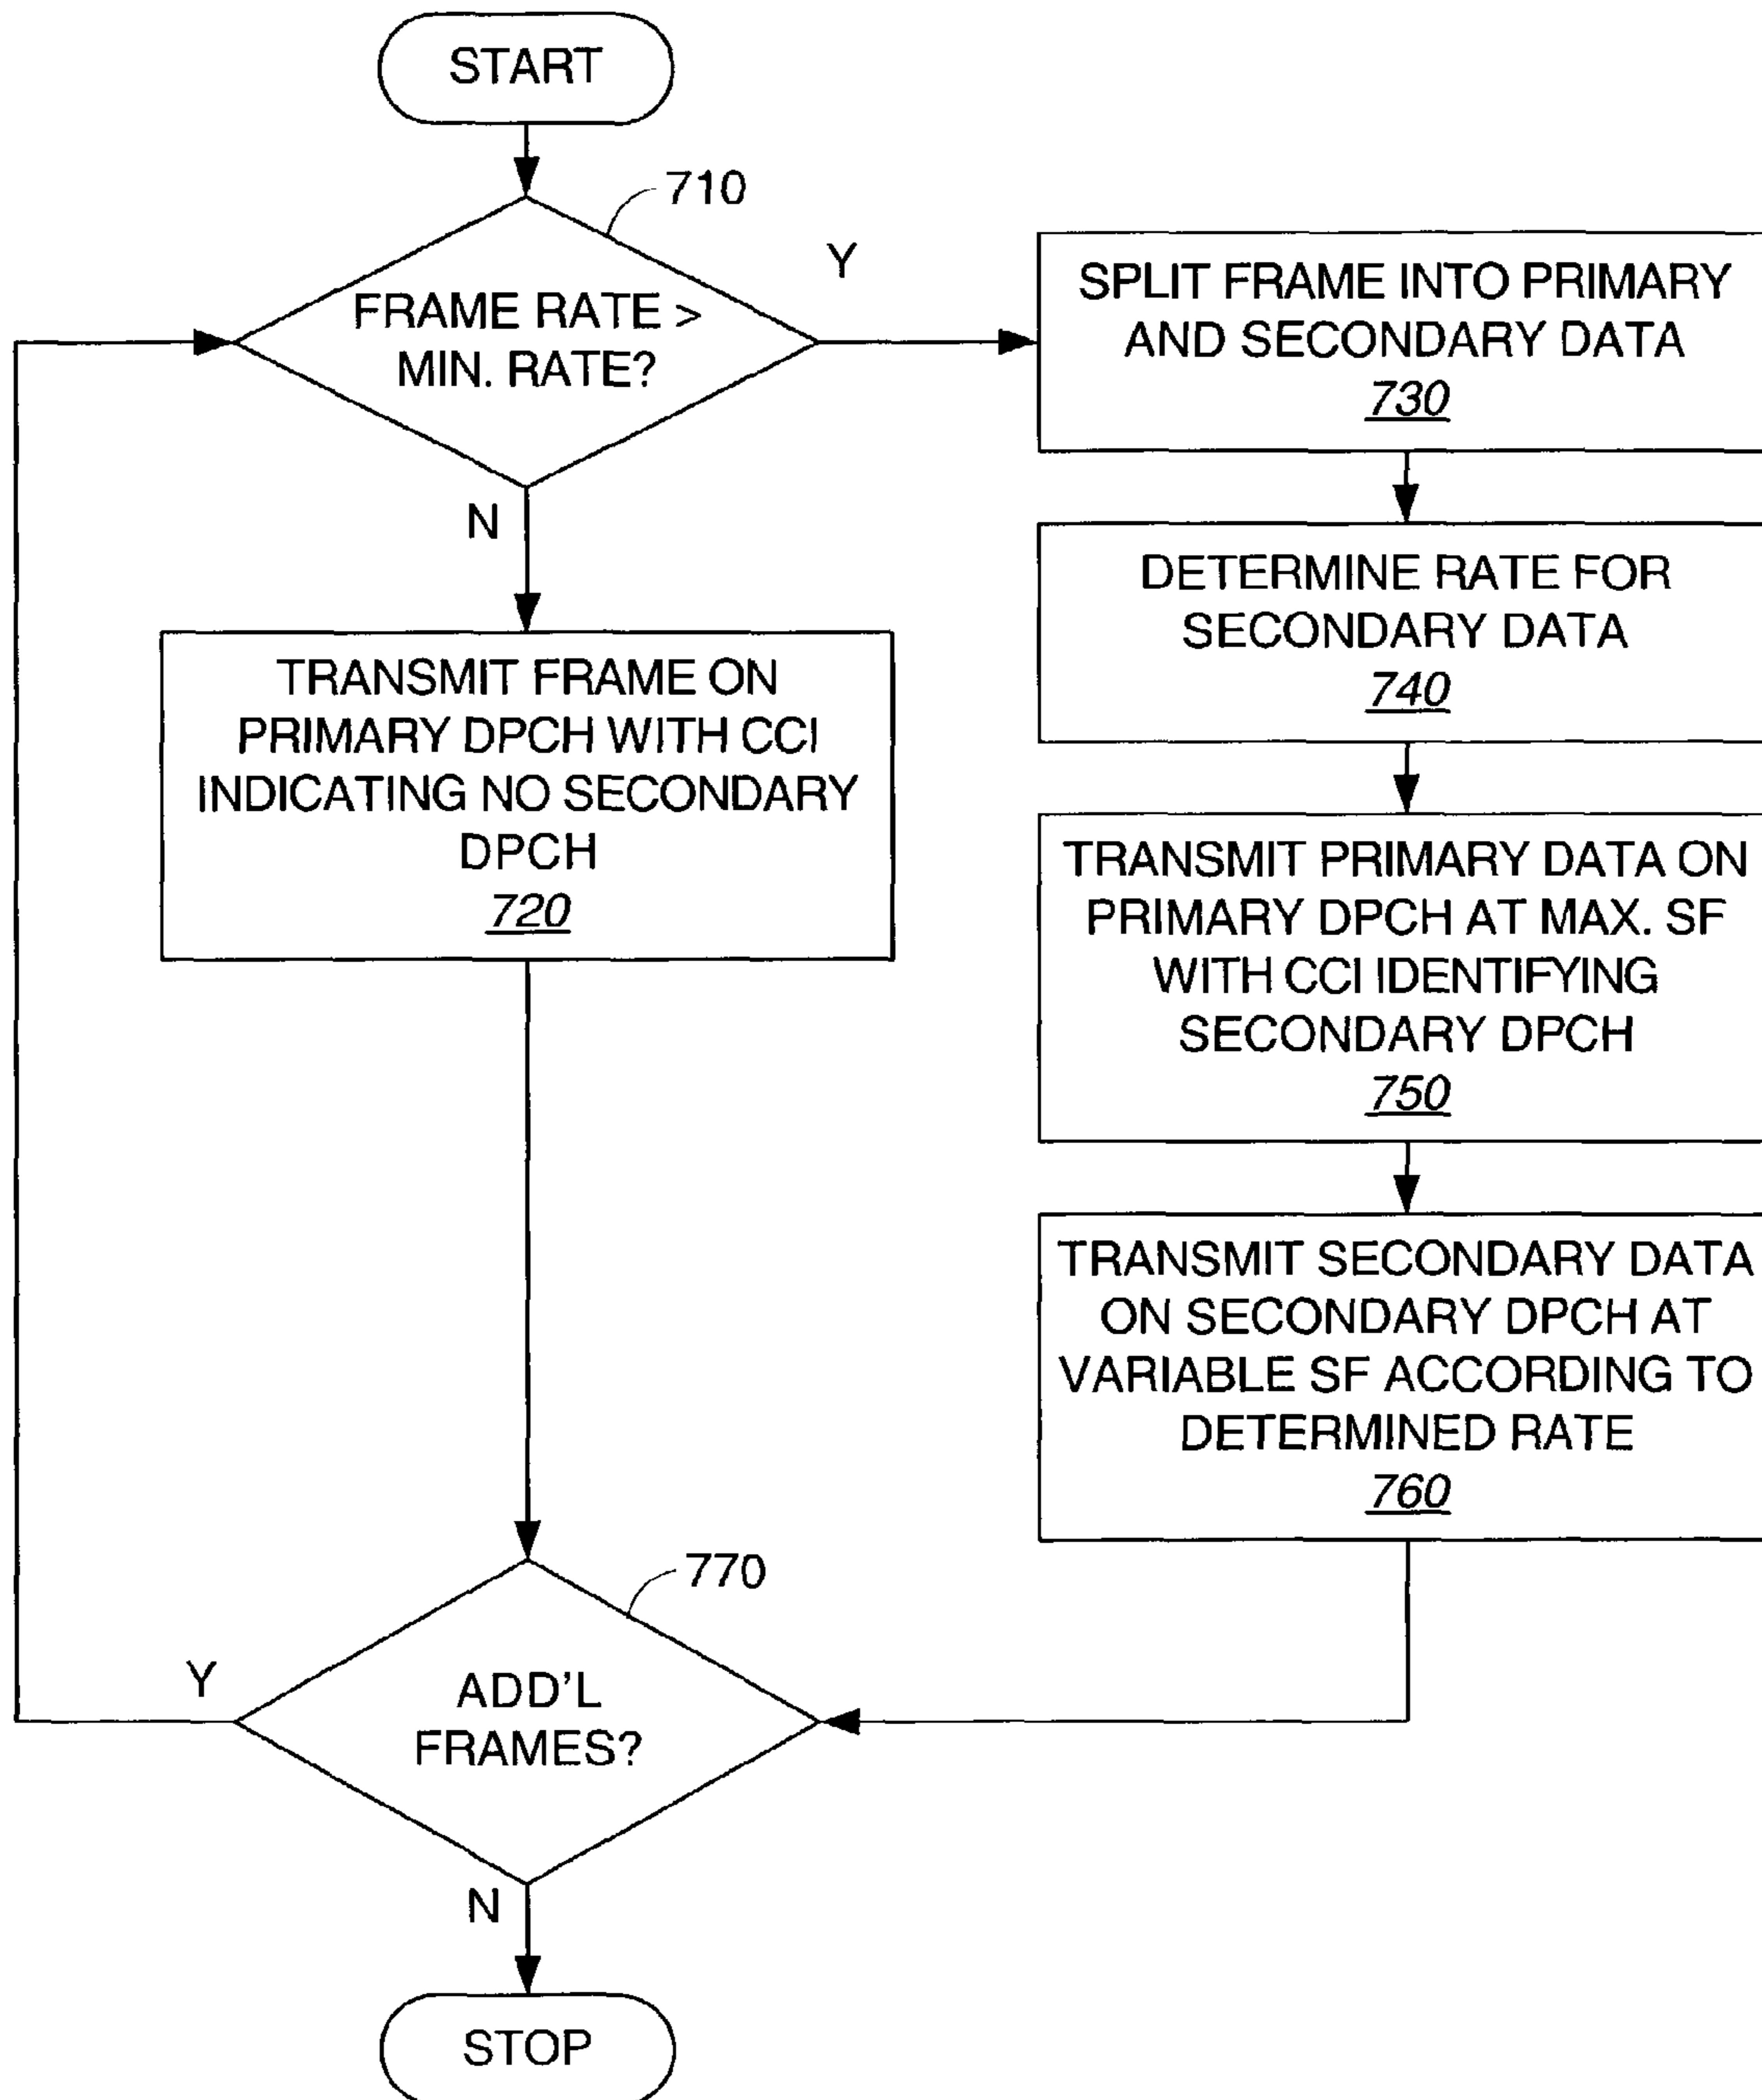 START
710
FRAME RATE >
MIN. RATE?
Y
N
TRANSMIT FRAME ON
PRIMARY DPCH WITH CCI
INDICATING NO SECONDARY
DPCH
720
SPLIT FRAME INTO PRIMARY
AND SECONDARY DATA
730
DETERMINE RATE FOR
SECONDARY DATA
740
TRANSMIT PRIMARY DATA ON
PRIMARY DPCH AT MAX. SF
WITH CCI IDENTIFYING
SECONDARY DPCH
750
TRANSMIT SECONDARY DATA
ON SECONDARY DPCH AT
VARIABLE SF ACCORDING TO
DETERMINED RATE
760
770
ADD'L
FRAMES?
Y
N
STOP